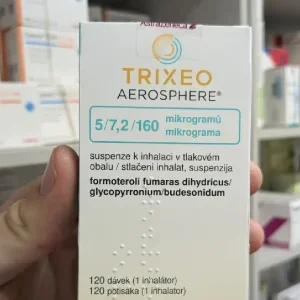 AstraZeneca
TRIXEO
AEROSPHERE®
5/7,2/160 mikrogramů
mikrograma
suspenze k inhalaci v tlakovém
obalu / stlačeni inhalat, suspenzija
formoteroli fumaras dihydricus/
glycopyrronium/budesonidum
120 dávek (1 inhalátor)
120 potisaka (1 inhalator)